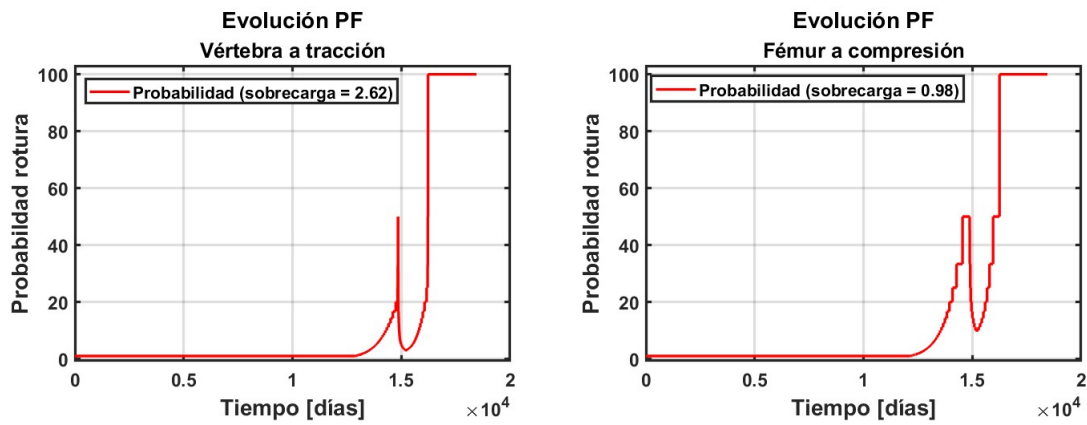 Evolución PF
Vértebra a tracción
Probabilidad (sobrecarga = 2.62)
Probabildad rotura
100
80
60
40
20
0
0
0.5
1
1.5
2
×10^4
Tiempo [días]
Evolución PF
Fémur a compresión
Probabilidad (sobrecarga = 0.98)
Probabildad rotura
100
80
60
40
20
0
0
0.5
1
1.5
2
×10^4
Tiempo [días]